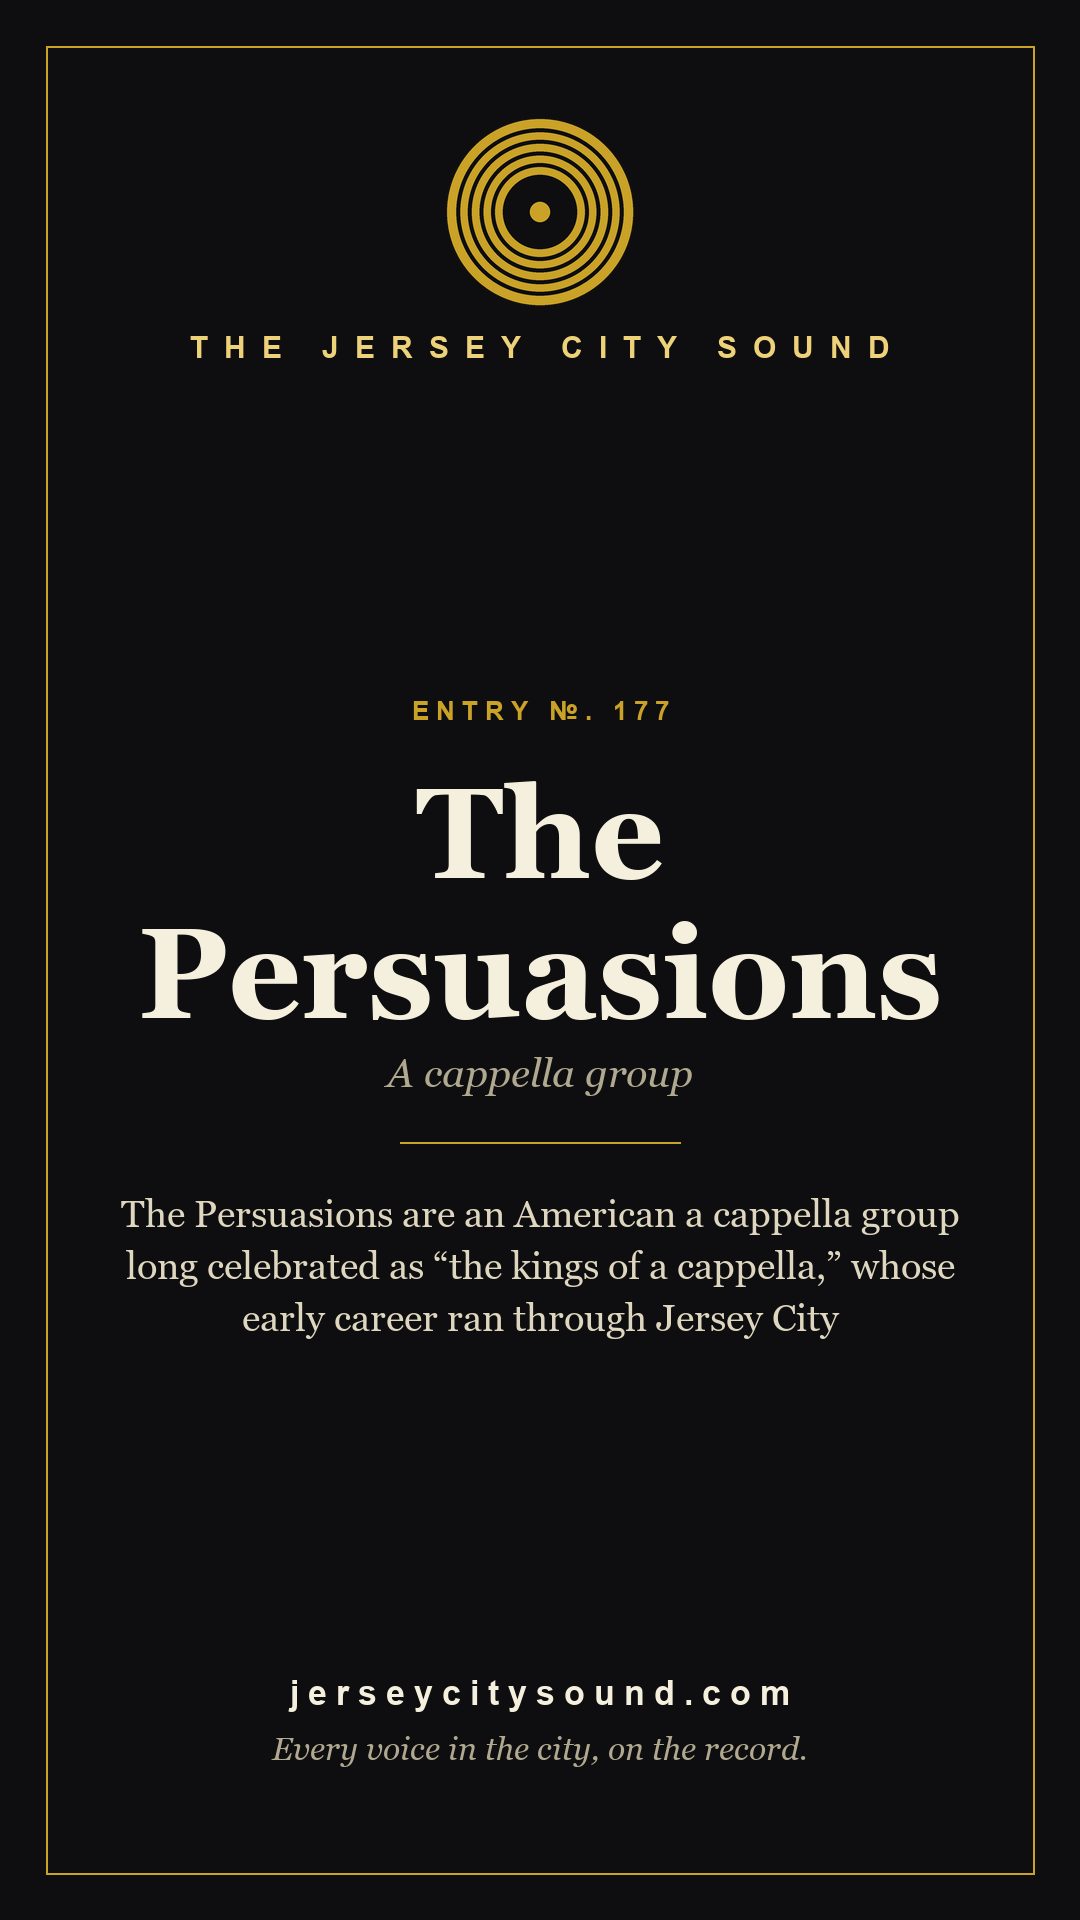 THE JERSEY CITY SOUND
ENTRY №. 177
The
Persuasions
A cappella group
The Persuasions are an American a cappella group
long celebrated as “the kings of a cappella,” whose
early career ran through Jersey City
jerseycitysound.com
Every voice in the city, on the record.